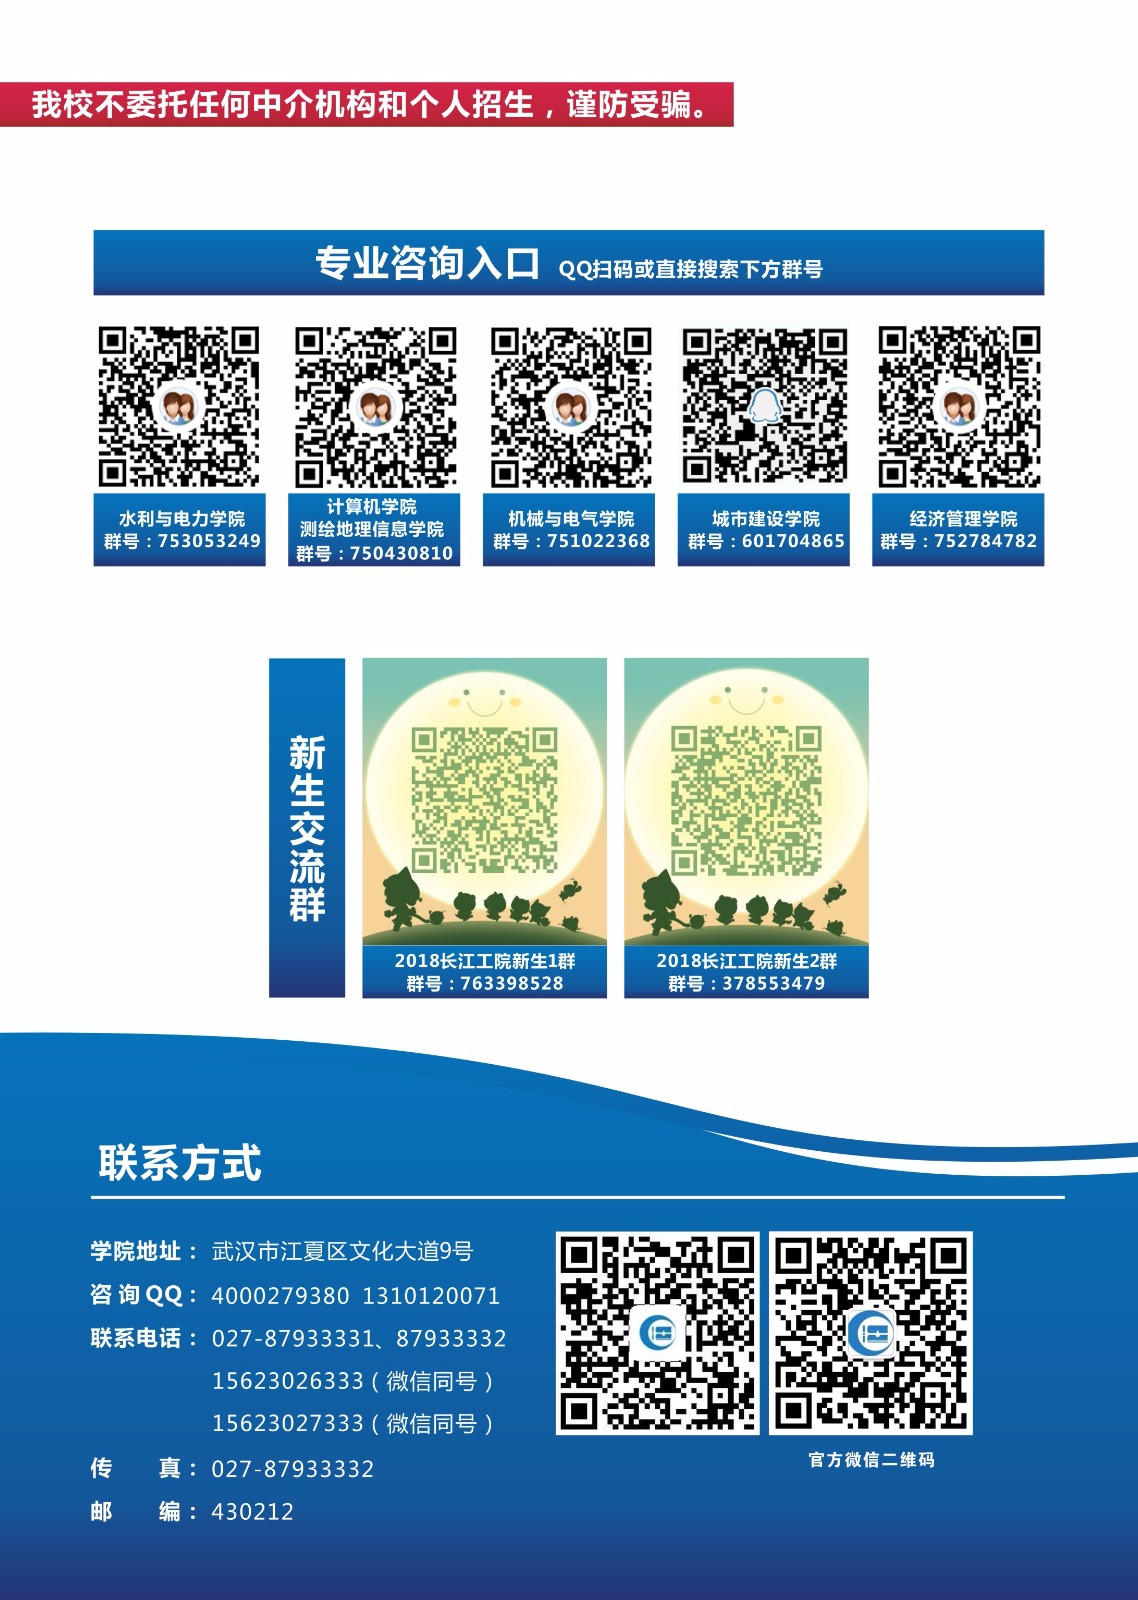 我校不委托任何中介机构和个人招生，谨防受骗。
专业咨询入口 QQ扫码或直接搜索下方群号
水利与电力学院
群号：753053249
计算机学院
测绘地理信息学院
群号：750430810
机械与电气学院
群号：751022368
城市建设学院
群号：601704865
经济管理学院
群号：752784782
新生交流群
2018长江工院新生1群
群号：763398528
2018长江工院新生2群
群号：378553479
联系方式
学院地址：武汉市江夏区文化大道9号
咨询QQ：4000279380 1310120071
联系电话：027-87933331、87933332
15623026333（微信同号）
15623027333（微信同号）
传真：027-87933332
邮编：430212
官方微信二维码